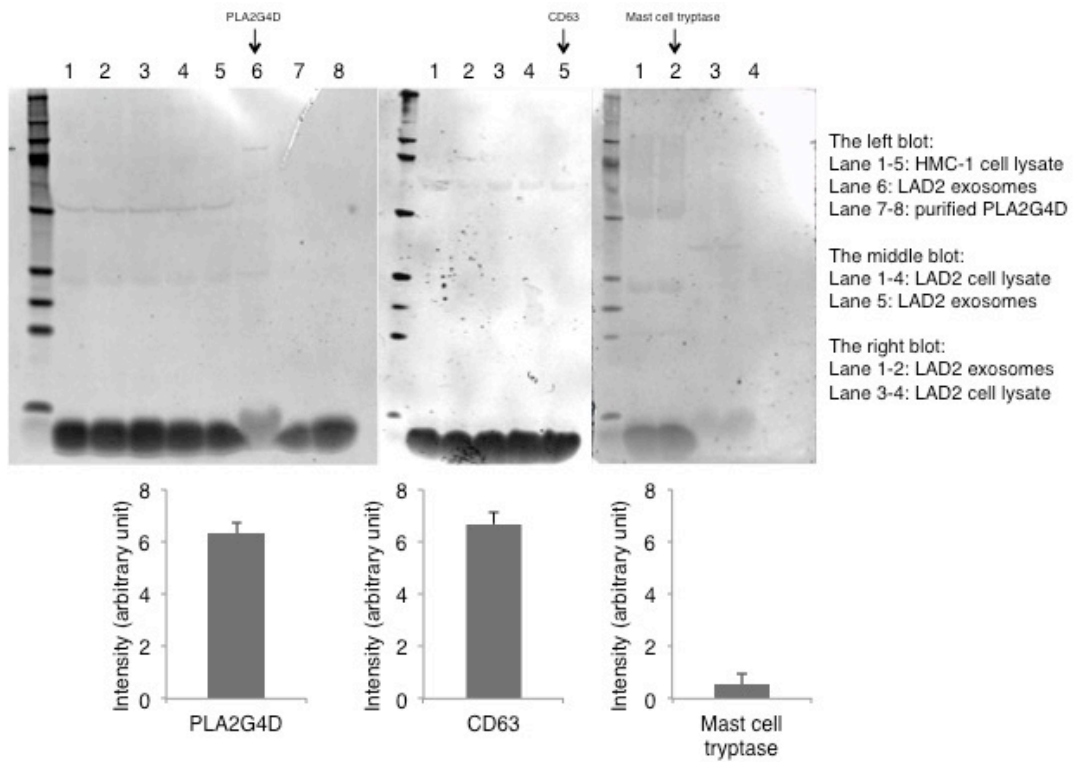 PLA2G4D CD63 Mast cell tryptase
1 2 3 4 5 6 7 8 1 2 3 4 5 1 2 3 4
The left blot:
Lane 1-5: HMC-1 cell lysate
Lane 6: LAD2 exosomes
Lane 7-8: purified PLA2G4D
The middle blot:
Lane 1-4: LAD2 cell lysate
Lane 5: LAD2 exosomes
The right blot:
Lane 1-2: LAD2 exosomes
Lane 3-4: LAD2 cell lysate
Intensity (arbitrary unit)
8
6
4
2
0
PLA2G4D
Intensity (arbitrary unit)
8
6
4
2
0
CD63
Intensity (arbitrary unit)
8
6
4
2
0
Mast cell
tryptase